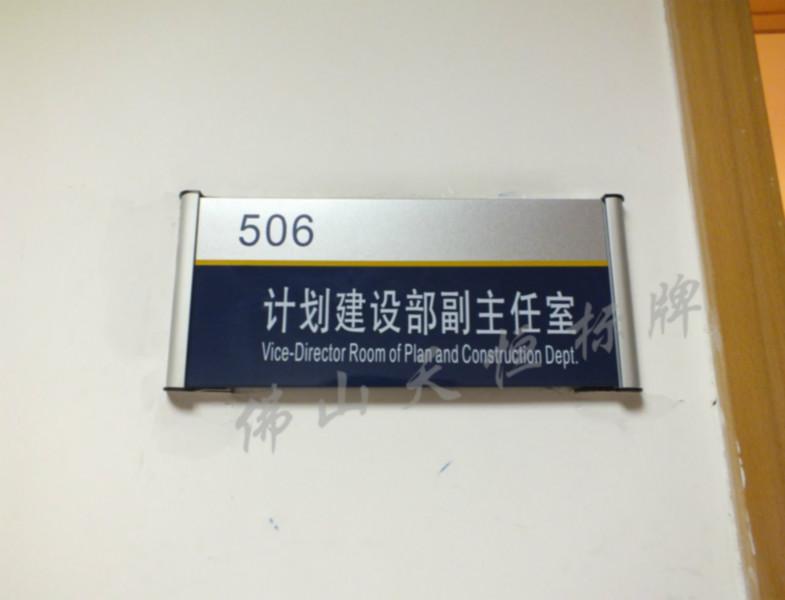 506
计划建设部副主任室
Vice-Director Room of Plan and Construction Dept.
佛山天恒标牌